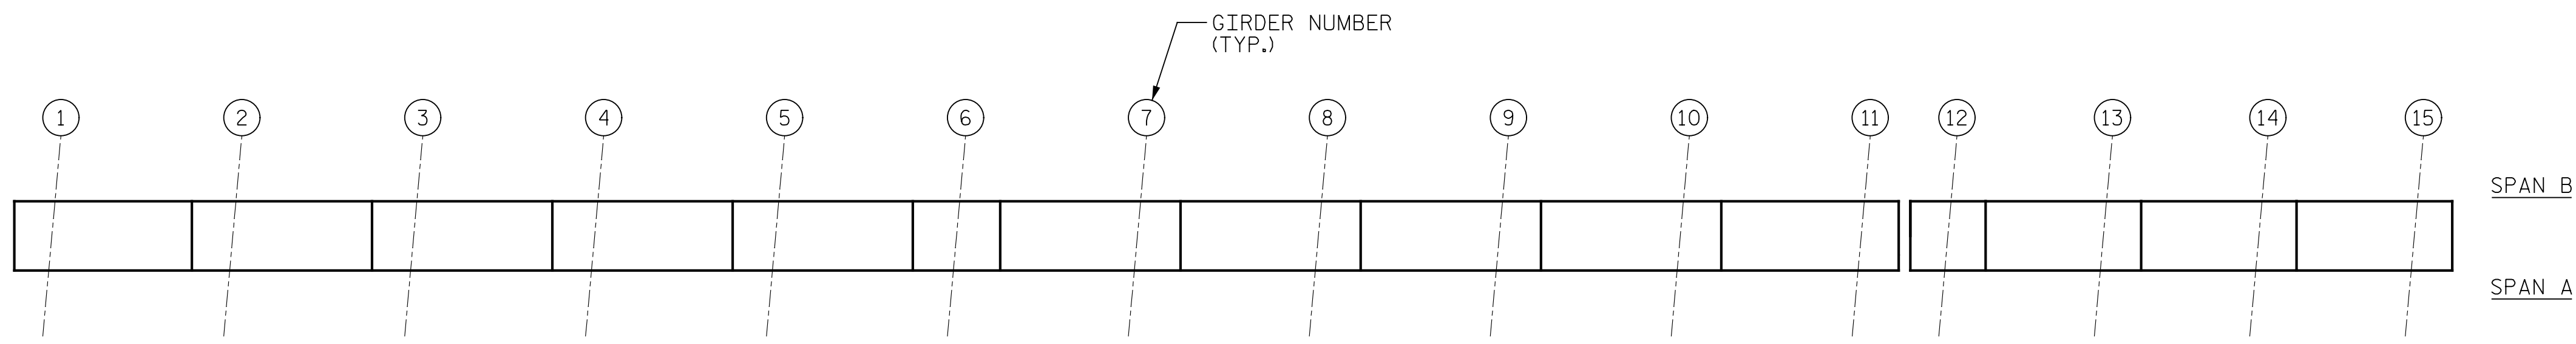 GIRDER NUMBER
(TYP.)
1 2 3 4 5 6 7 8 9 10 11 12 13 14 15
SPAN B
SPAN A